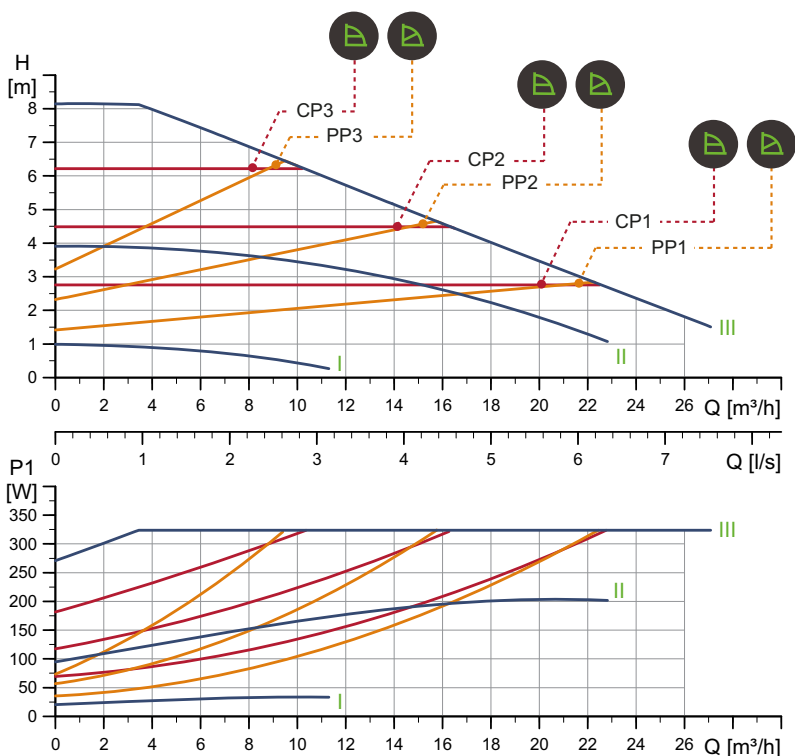 H
[m]
8
7
6
5
4
3
2
1
0
CP3
PP3
CP2
PP2
CP1
PP1
I
II
III
0 2 4 6 8 10 12 14 16 18 20 22 24 26 Q [m³/h]
0 1 2 3 4 5 6 7 Q [l/s]
P1
[W]
350
300
250
200
150
100
50
0
III
II
I
0 2 4 6 8 10 12 14 16 18 20 22 24 26 Q [m³/h]